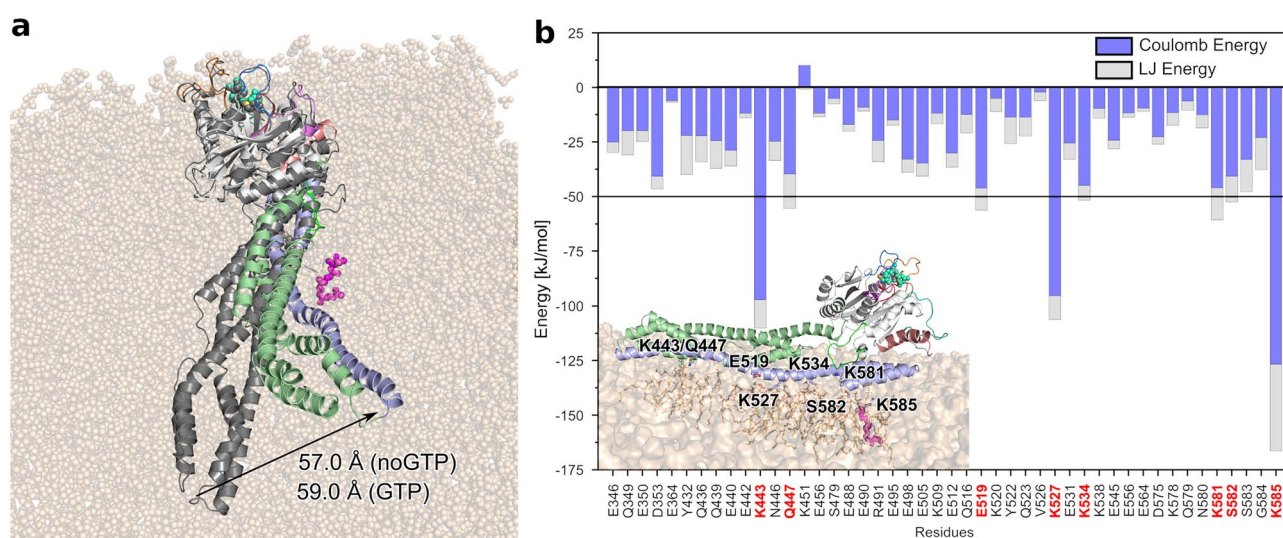 a
57.0 Å (noGTP)
59.0 Å (GTP)
b
Coulomb Energy
LJ Energy
Energy [kJ/mol]
25
0
-25
-50
-75
-100
-125
-150
-175
K443/Q447
E519
K534
K581
K527
S582
K585
E346
Q349
E350
D353
E364
Y432
Q436
Q439
E440
E442
K443
N446
Q447
K451
E456
S479
E488
E490
R491
E495
E498
E505
K509
E512
Q516
E519
K520
Y522
Q523
V526
K527
E531
K534
K538
E545
E556
E564
D575
K578
Q579
N580
K581
S582
S583
G584
K585
Residues